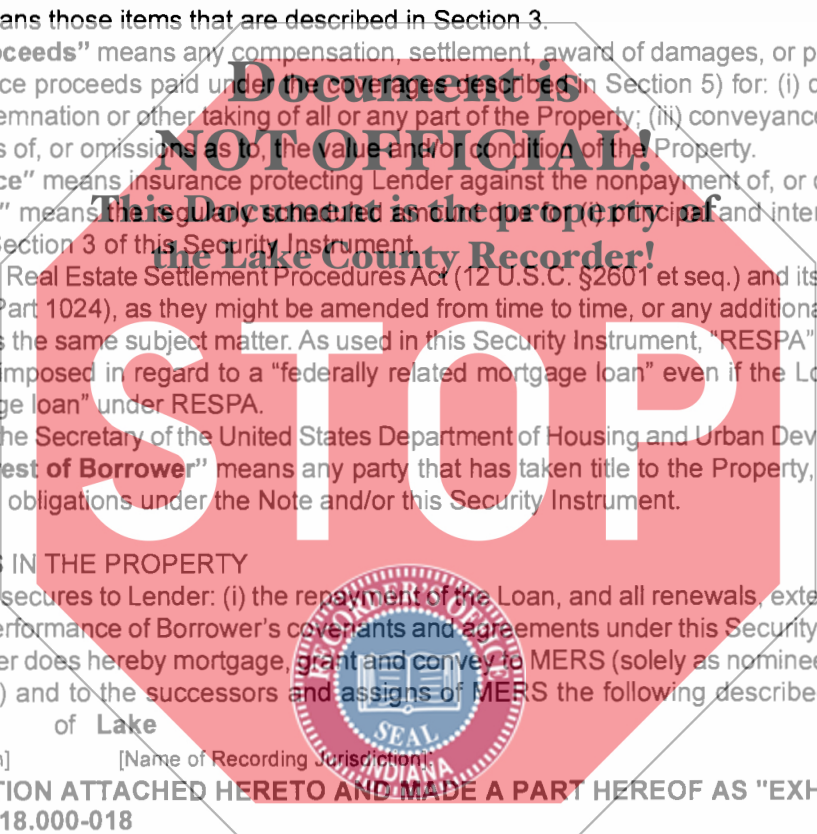 ans those items that are described in Section 3.
ceeds” means any compensation, settlement, award of damages, or p
Document is
ce proceeds paid under the coverages described in Section 5) for: (i) d
emnation or other taking of all or any part of the Property; (iii) conveyanc
NOT OFFICIAL!
s of, or omissions as to, the value and/or condition of the Property.
ce” means insurance protecting Lender against the nonpayment of, or d
This Document is the property of
” means the regularly scheduled amount due for (i) principal and inter
ection 3 of this Security Instrument.
the Lake County Recorder!
Real Estate Settlement Procedures Act (12 U.S.C. §2601 et seq.) and its
Part 1024), as they might be amended from time to time, or any additiona
s the same subject matter. As used in this Security Instrument, “RESPA”
imposed in regard to a “federally related mortgage loan” even if the Lo
ge loan” under RESPA.
STOP
he Secretary of the United States Department of Housing and Urban Dev
est of Borrower” means any party that has taken title to the Property,
obligations under the Note and/or this Security Instrument.
S IN THE PROPERTY
secures to Lender: (i) the repayment of the Loan, and all renewals, exte
erformance of Borrower’s covenants and agreements under this Security
er does hereby mortgage, grant and convey to MERS (solely as nominee
) and to the successors and assigns of MERS the following describe
RECORDER'S OFFICE
SEAL
INDIANA
of Lake
n] [Name of Recording Jurisdiction]:
TION ATTACHED HERETO AND MADE A PART HEREOF AS "EXH
18.000-018